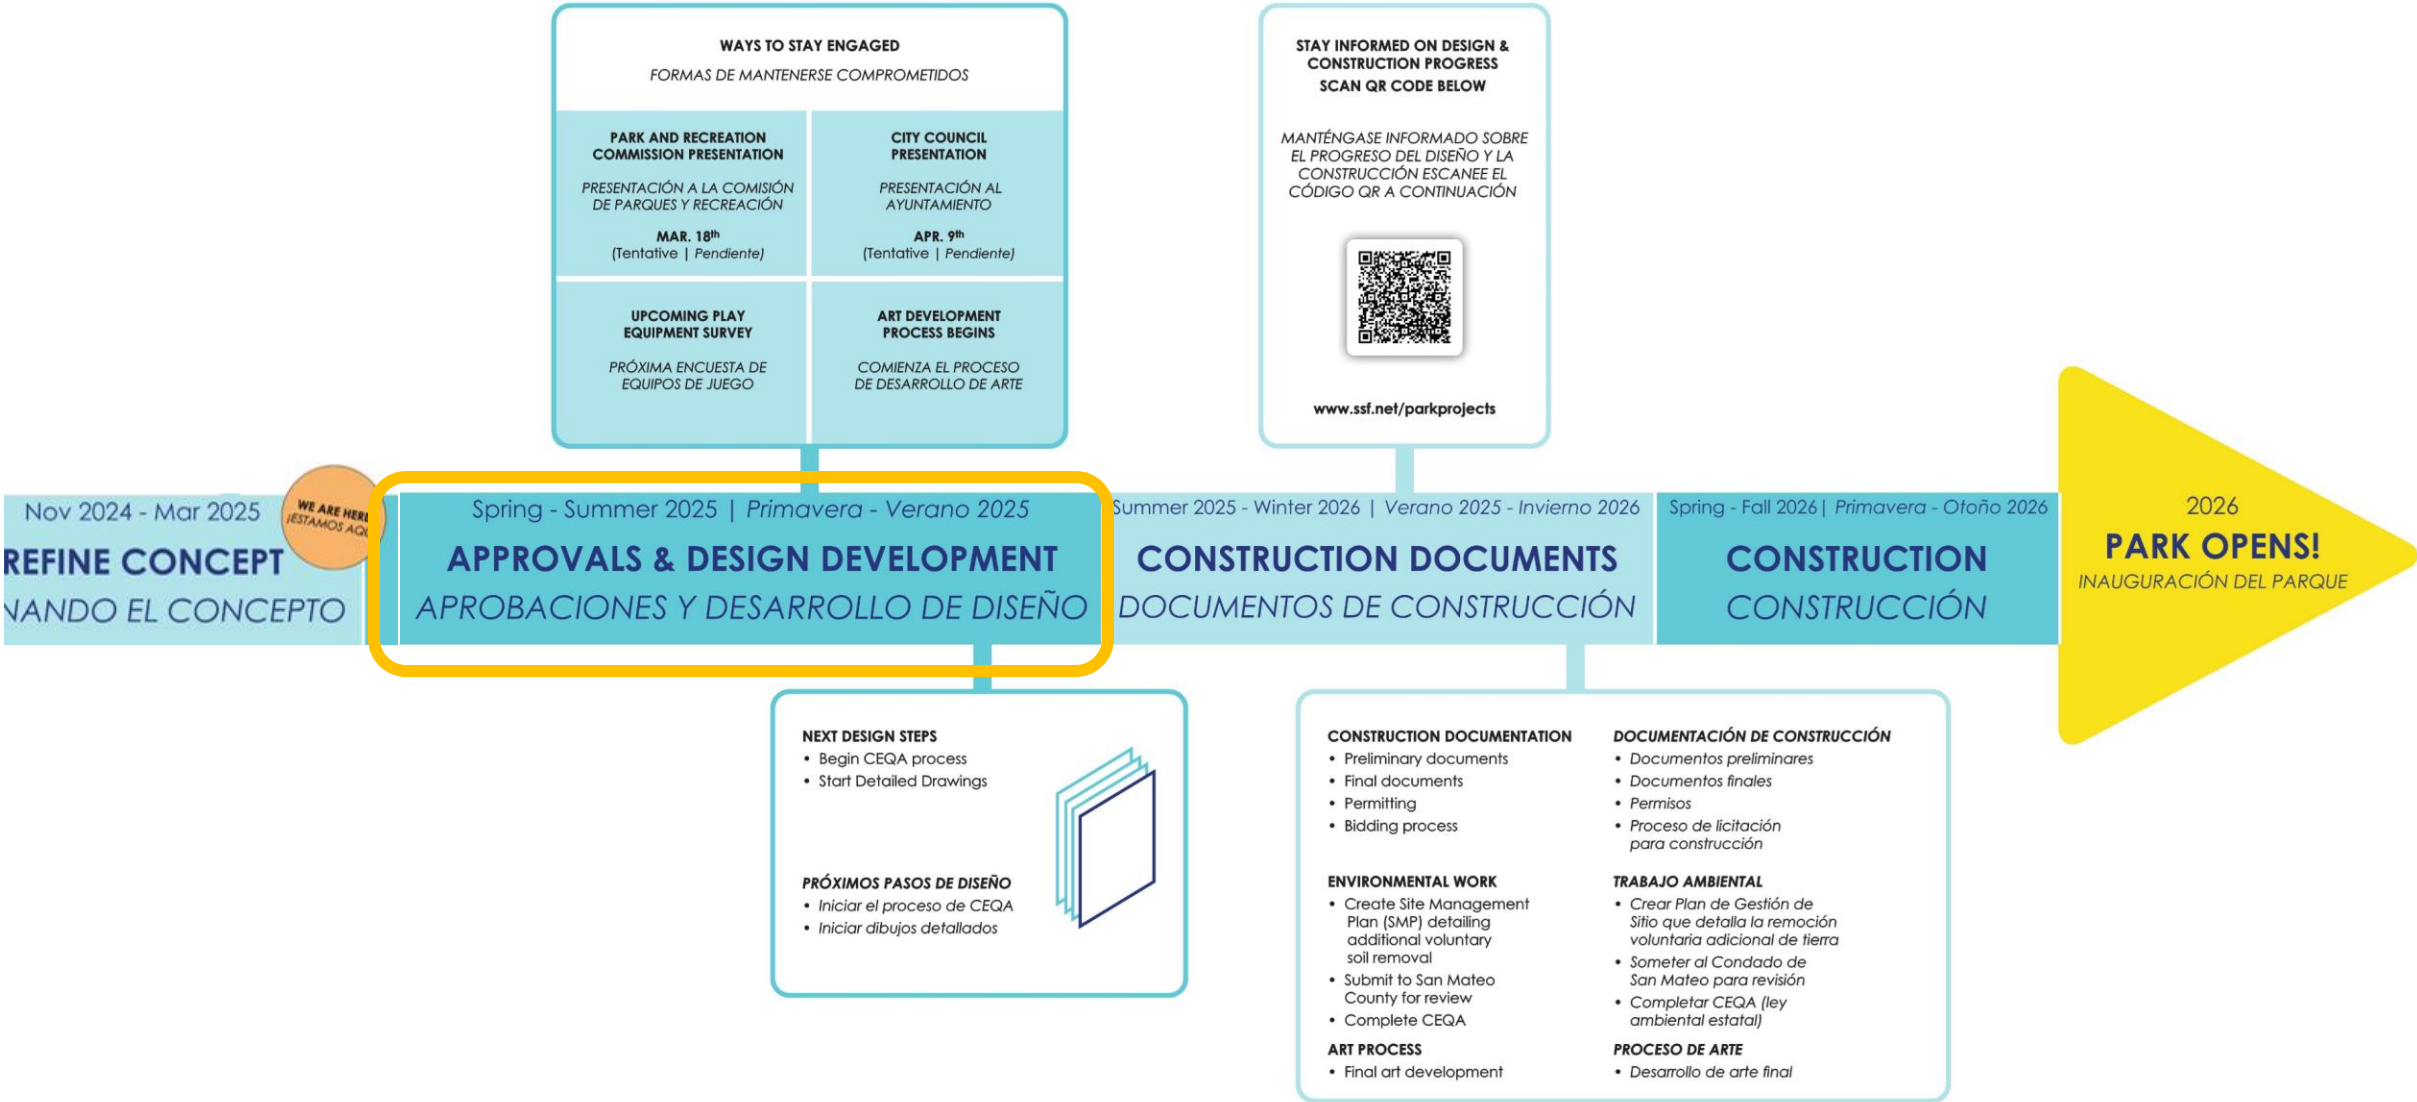 WAYS TO STAY ENGAGED
FORMAS DE MANTENERSE COMPROMETIDOS
PARK AND RECREATION
COMMISSION PRESENTATION
PRESENTACIÓN A LA COMISIÓN
DE PARQUES Y RECREACIÓN
MAR. 18th
(Tentative | Pendiente)
CITY COUNCIL
PRESENTATION
PRESENTACIÓN AL
AYUNTAMIENTO
APR. 9th
(Tentative | Pendiente)
UPCOMING PLAY
EQUIPMENT SURVEY
PRÓXIMA ENCUESTA DE
EQUIPOS DE JUEGO
ART DEVELOPMENT
PROCESS BEGINS
COMIENZA EL PROCESO
DE DESARROLLO DE ARTE
STAY INFORMED ON DESIGN &
CONSTRUCTION PROGRESS
SCAN QR CODE BELOW
MANTÉNGASE INFORMADO SOBRE
EL PROGRESO DEL DISEÑO Y LA
CONSTRUCCIÓN ESCANEE EL
CÓDIGO QR A CONTINUACIÓN
www.ssf.net/parkprojects
Nov 2024 - Mar 2025
REFINE CONCEPT
NANDO EL CONCEPTO
WE ARE HERE
¡ESTAMOS AQU
Spring - Summer 2025 | Primavera - Verano 2025
APPROVALS & DESIGN DEVELOPMENT
APROBACIONES Y DESARROLLO DE DISEÑO
Summer 2025 - Winter 2026 | Verano 2025 - Invierno 2026
CONSTRUCTION DOCUMENTS
DOCUMENTOS DE CONSTRUCCIÓN
Spring - Fall 2026| Primavera - Otoño 2026
CONSTRUCTION
CONSTRUCCIÓN
2026
PARK OPENS!
INAUGURACIÓN DEL PARQUE
NEXT DESIGN STEPS
• Begin CEQA process
• Start Detailed Drawings
PRÓXIMOS PASOS DE DISEÑO
• Iniciar el proceso de CEQA
• Iniciar dibujos detallados
CONSTRUCTION DOCUMENTATION
• Preliminary documents
• Final documents
• Permitting
• Bidding process
ENVIRONMENTAL WORK
• Create Site Management
Plan (SMP) detailing
additional voluntary
soil removal
• Submit to San Mateo
County for review
• Complete CEQA
ART PROCESS
• Final art development
DOCUMENTACIÓN DE CONSTRUCCIÓN
• Documentos preliminares
• Documentos finales
• Permisos
• Proceso de licitación
para construcción
TRABAJO AMBIENTAL
• Crear Plan de Gestión de
Sitio que detalla la remoción
voluntaria adicional de tierra
• Someter al Condado de
San Mateo para revisión
• Completar CEQA (ley
ambiental estatal)
PROCESO DE ARTE
• Desarrollo de arte final